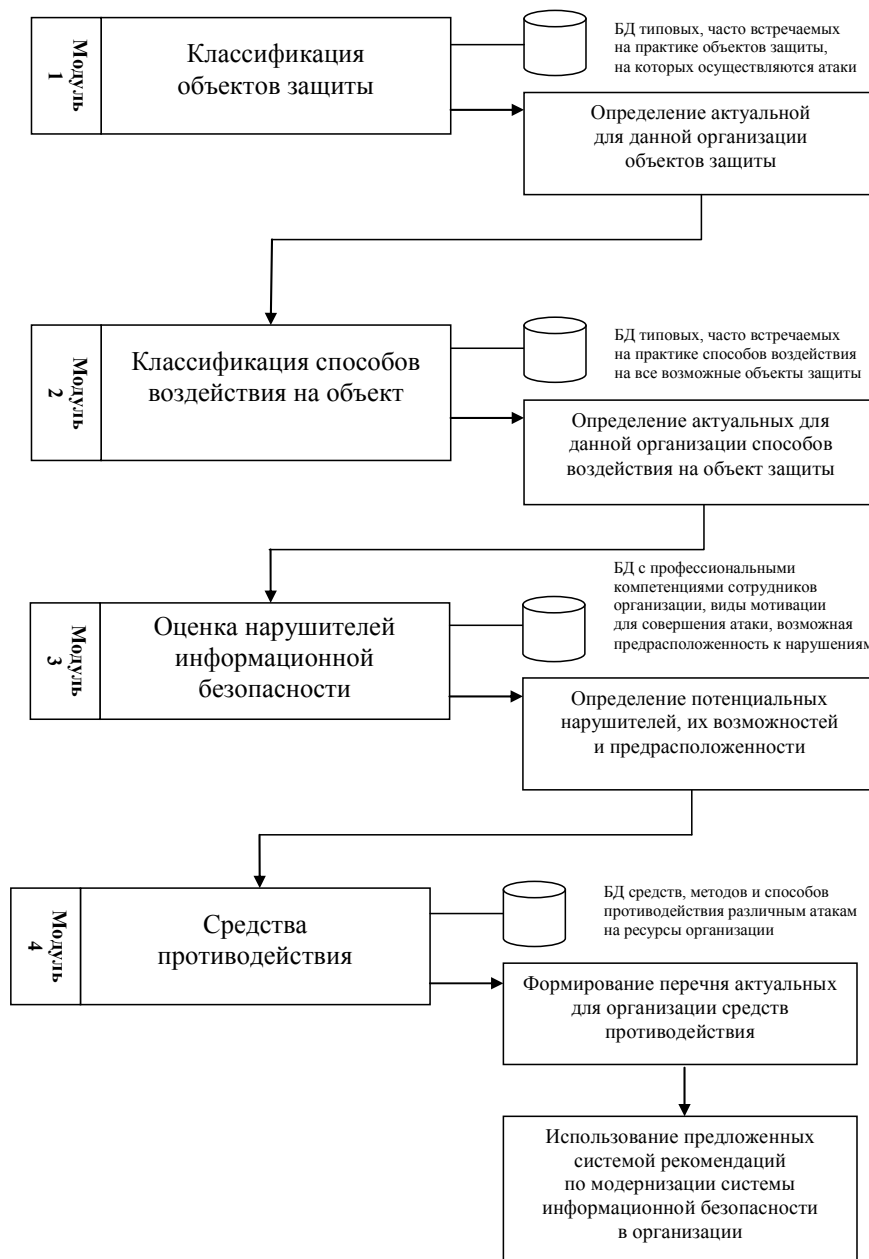 Модуль
1
Классификация
объектов защиты
БД типовых, часто встречаемых
на практике объектов защиты,
на которых осуществляются атаки
Определение актуальной
для данной организации
объектов защиты
Модуль
2
Классификация способов
воздействия на объект
БД типовых, часто встречаемых
на практике способов воздействия
на все возможные объекты защиты
Определение актуальных для
данной организации способов
воздействия на объект защиты
Модуль
3
Оценка нарушителей
информационной
безопасности
БД с профессиональными
компетенциями сотрудников
организации, виды мотивации
для совершения атаки, возможная
предрасположенность к нарушениям
Определение потенциальных
нарушителей, их возможностей
и предрасположенности
Модуль
4
Средства
противодействия
БД средств, методов и способов
противодействия различным атакам
на ресурсы организации
Формирование перечня актуальных
для организации средств
противодействия
Использование предложенных
системой рекомендаций
по модернизации системы
информационной безопасности
в организации